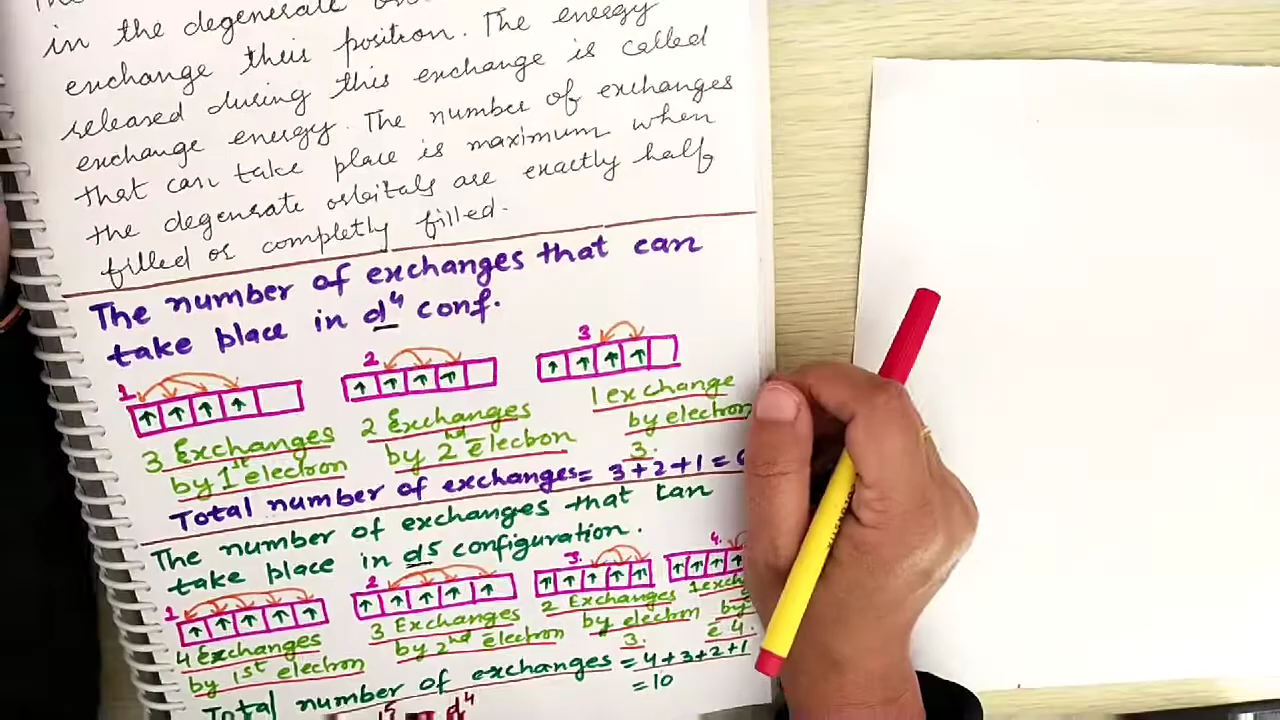 in the degenerate
exchange theis position. The energy
released during this exchange is called
exchange energy. The number of exchanges
that can take place is maximum when
the degenrate orbitals are exactly half
filled or completly filled.
The number of exchanges that can
take place in d⁴ conf.
1 2 3
3 Exchanges 2 Exchanges 1 exchange
by 1st electron by 2nd electron by electron
3.
Total number of exchanges = 3+2+1=
The number of exchanges that can
take place in d5 configuration.
1 2 3. 4.
4 Exchanges 3 Exchanges 2 Exchanges 1 exch
by 1st electron by 2nd electron by electron by
3. e 4.
Total number of exchanges = 4+3+2+1
= 10
d⁴